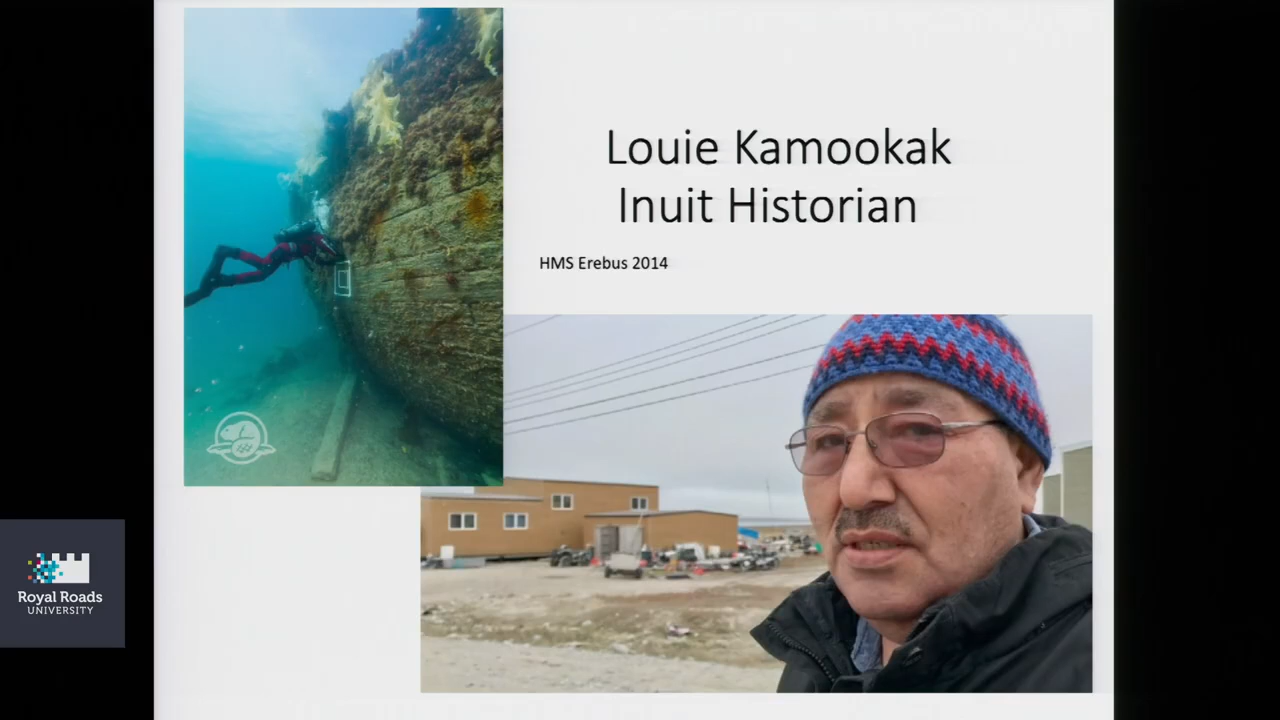 Louie Kamookak
Inuit Historian
HMS Erebus 2014
Royal Roads
UNIVERSITY